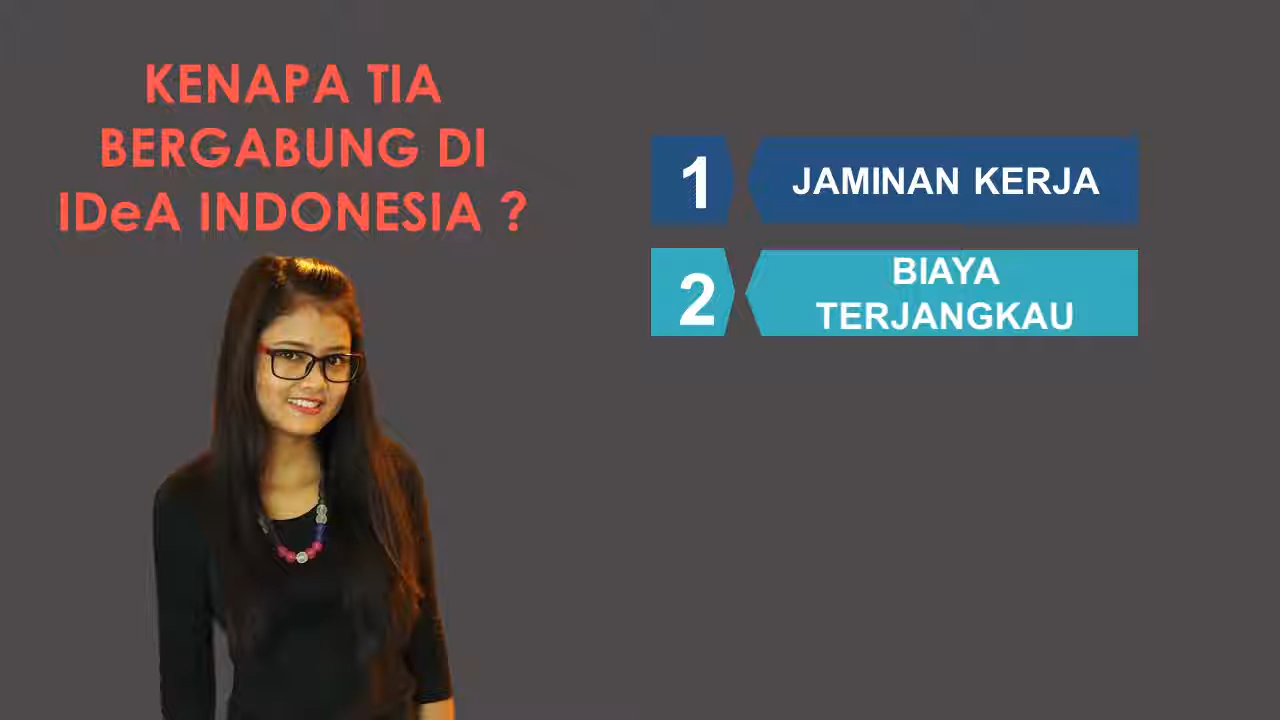 KENAPA TIA
BERGABUNG DI
IDeA INDONESIA ?
1
JAMINAN KERJA
2
BIAYA
TERJANGKAU